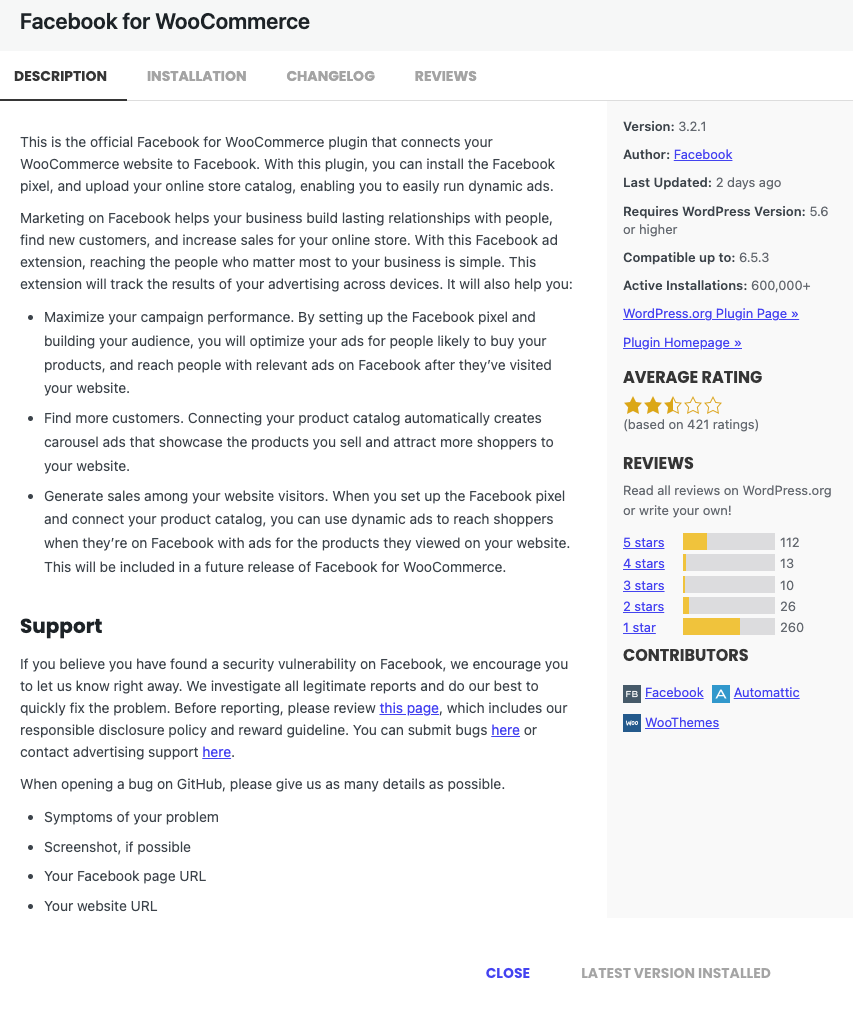 Facebook for WooCommerce
DESCRIPTION
INSTALLATION
CHANGELOG
REVIEWS
This is the official Facebook for WooCommerce plugin that connects your
WooCommerce website to Facebook. With this plugin, you can install the Facebook
pixel, and upload your online store catalog, enabling you to easily run dynamic ads.
Marketing on Facebook helps your business build lasting relationships with people,
find new customers, and increase sales for your online store. With this Facebook ad
extension, reaching the people who matter most to your business is simple. This
extension will track the results of your advertising across devices. It will also help you:
• Maximize your campaign performance. By setting up the Facebook pixel and
building your audience, you will optimize your ads for people likely to buy your
products, and reach people with relevant ads on Facebook after they’ve visited
your website.
• Find more customers. Connecting your product catalog automatically creates
carousel ads that showcase the products you sell and attract more shoppers to
your website.
• Generate sales among your website visitors. When you set up the Facebook pixel
and connect your product catalog, you can use dynamic ads to reach shoppers
when they’re on Facebook with ads for the products they viewed on your website.
This will be included in a future release of Facebook for WooCommerce.
Support
If you believe you have found a security vulnerability on Facebook, we encourage you
to let us know right away. We investigate all legitimate reports and do our best to
quickly fix the problem. Before reporting, please review this page, which includes our
responsible disclosure policy and reward guideline. You can submit bugs here or
contact advertising support here.
When opening a bug on GitHub, please give us as many details as possible.
• Symptoms of your problem
• Screenshot, if possible
• Your Facebook page URL
• Your website URL
Version: 3.2.1
Author: Facebook
Last Updated: 2 days ago
Requires WordPress Version: 5.6
or higher
Compatible up to: 6.5.3
Active Installations: 600,000+
WordPress.org Plugin Page »
Plugin Homepage »
AVERAGE RATING
(based on 421 ratings)
REVIEWS
Read all reviews on WordPress.org
or write your own!
5 stars 112
4 stars 13
3 stars 10
2 stars 26
1 star 260
CONTRIBUTORS
FB Facebook A Automattic
Woo WooThemes
CLOSE
LATEST VERSION INSTALLED